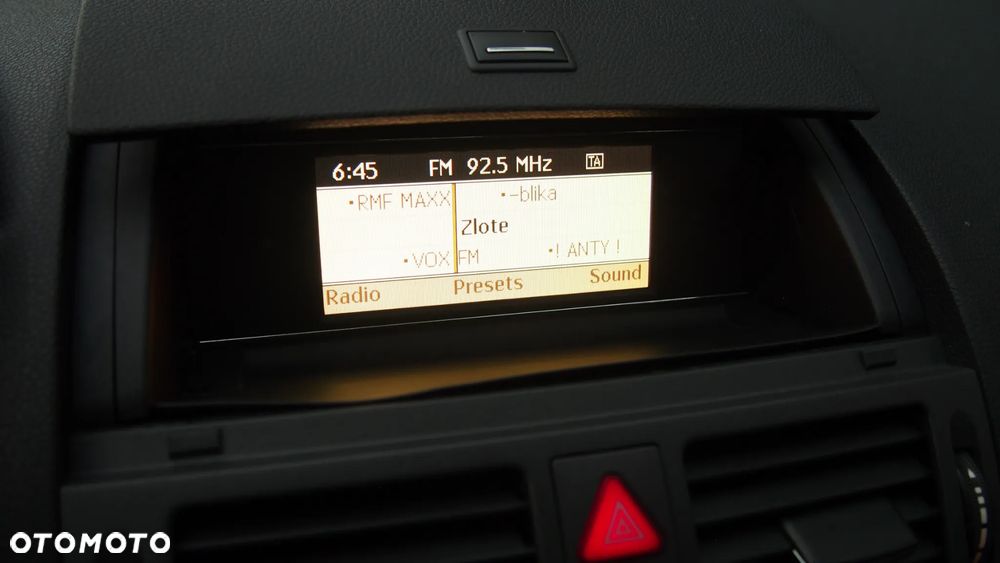 6:45 FM 92.5 MHz TA
•RMF MAXX •-blika
Zlote
•VOX FM •! ANTY !
Radio Presets Sound
OTOMOTO